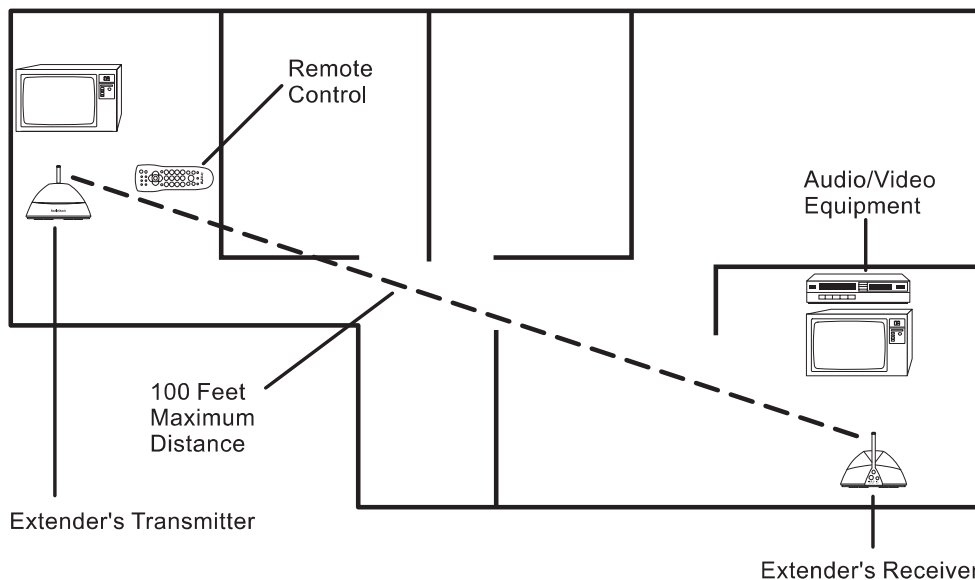 Remote
Control
Audio/Video
Equipment
100 Feet
Maximum
Distance
Extender's Transmitter
Extender's Receiver